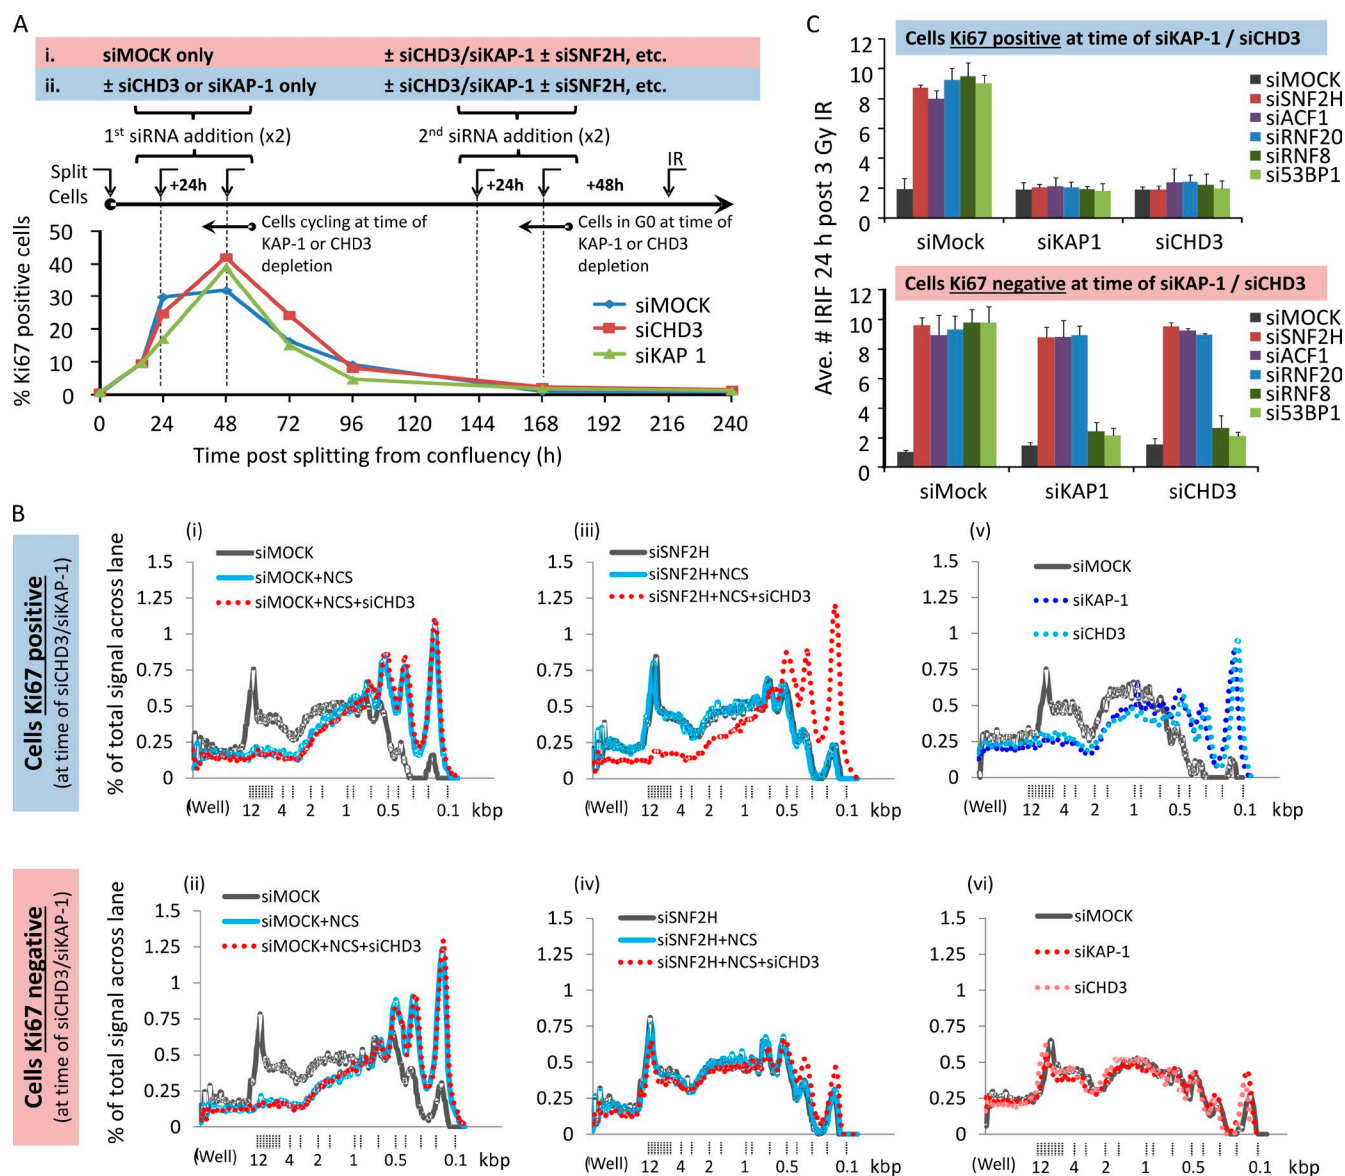 A
i. siMOCK only ± siCHD3/siKAP-1 ± siSNF2H, etc.
ii. ± siCHD3 or siKAP-1 only ± siCHD3/siKAP-1 ± siSNF2H, etc.
1st siRNA addition (x2) 2nd siRNA addition (x2)
Split Cells
+24h
+24h
+48h
IR
Cells cycling at time of
KAP-1 or CHD3
depletion
Cells in G0 at time of
KAP-1 or CHD3
depletion
% Ki67 positive cells
50
40
30
20
10
0
siMOCK
siCHD3
siKAP 1
0 24 48 72 96 120 144 168 192 216 240
Time post splitting from confluency (h)
C
Cells Ki67 positive at time of siKAP-1 / siCHD3
12
10
8
6
4
2
0
siMOCK
siSNF2H
siACF1
siRNF20
siRNF8
si53BP1
siMock siKAP1 siCHD3
Ave. # IRIF 24 h post 3 Gy IR
Cells Ki67 negative at time of siKAP-1 / siCHD3
12
10
8
6
4
2
0
siMOCK
siSNF2H
siACF1
siRNF20
siRNF8
si53BP1
siMock siKAP1 siCHD3
B
Cells Ki67 positive
(at time of siCHD3/siKAP-1)
% of total signal across lane
(i)
siMOCK
siMOCK+NCS
siMOCK+NCS+siCHD3
1.5
1.25
1
0.75
0.5
0.25
0
(Well) 12 4 2 1 0.5 0.1 kbp
(iii)
siSNF2H
siSNF2H+NCS
siSNF2H+NCS+siCHD3
1.5
1.25
1
0.75
0.5
0.25
0
(Well) 12 4 2 1 0.5 0.1 kbp
(v)
siMOCK
siKAP-1
siCHD3
1.5
1.25
1
0.75
0.5
0.25
0
(Well) 12 4 2 1 0.5 0.1 kbp
Cells Ki67 negative
(at time of siCHD3/siKAP-1)
% of total signal across lane
(ii)
siMOCK
siMOCK+NCS
siMOCK+NCS+siCHD3
1.5
1.25
1
0.75
0.5
0.25
0
(Well) 12 4 2 1 0.5 0.1 kbp
(iv)
siSNF2H
siSNF2H+NCS
siSNF2H+NCS+siCHD3
1.5
1.25
1
0.75
0.5
0.25
0
(Well) 12 4 2 1 0.5 0.1 kbp
(vi)
siMOCK
siKAP-1
siCHD3
1.5
1.25
1
0.75
0.5
0.25
0
(Well) 12 4 2 1 0.5 0.1 kbp